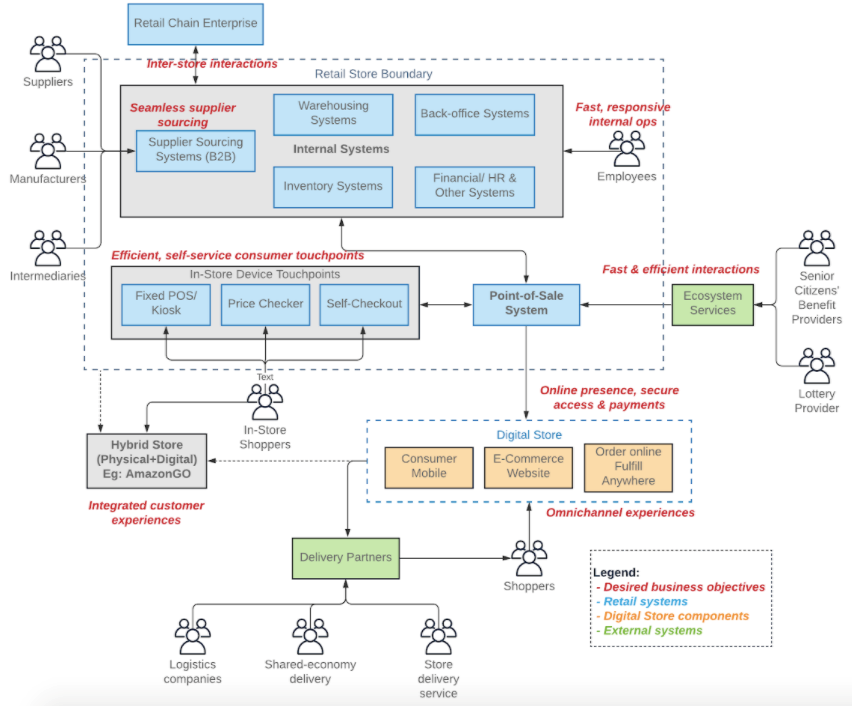 Retail Chain Enterprise
Inter-store interactions
Suppliers
Retail Store Boundary
Seamless supplier
sourcing
Supplier Sourcing
Systems (B2B)
Warehousing
Systems
Back-office Systems
Internal Systems
Inventory Systems
Financial/ HR &
Other Systems
Fast, responsive
internal ops
Employees
Manufacturers
Intermediaries
Efficient, self-service consumer touchpoints
In-Store Device Touchpoints
Fixed POS/
Kiosk
Price Checker
Self-Checkout
Point-of-Sale
System
Fast & efficient interactions
Ecosystem
Services
Senior
Citizens'
Benefit
Providers
Lottery
Provider
Text
In-Store
Shoppers
Online presence, secure
access & payments
Hybrid Store
(Physical+Digital)
Eg: AmazonGO
Integrated customer
experiences
Digital Store
Consumer
Mobile
E-Commerce
Website
Order online
Fulfill
Anywhere
Omnichannel experiences
Delivery Partners
Shoppers
Logistics
companies
Shared-economy
delivery
Store
delivery
service
Legend:
- Desired business objectives
- Retail systems
- Digital Store components
- External systems